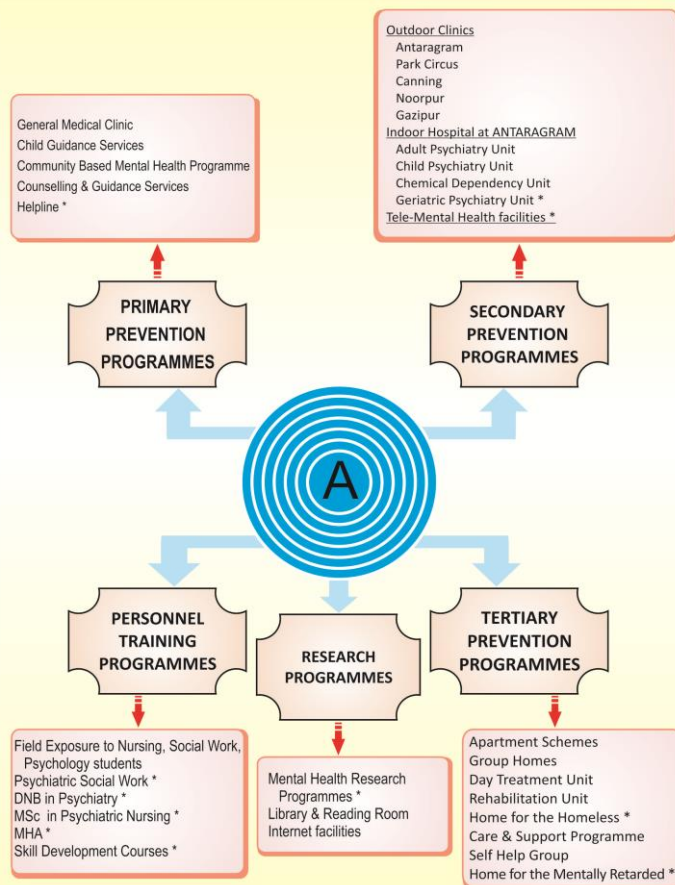 General Medical Clinic
Child Guidance Services
Community Based Mental Health Programme
Counselling & Guidance Services
Helpline *
PRIMARY
PREVENTION
PROGRAMMES
Outdoor Clinics
Antaragram
Park Circus
Canning
Noorpur
Gazipur
Indoor Hospital at ANTARAGRAM
Adult Psychiatry Unit
Child Psychiatry Unit
Chemical Dependency Unit
Geriatric Psychiatry Unit *
Tele-Mental Health facilities *
SECONDARY
PREVENTION
PROGRAMMES
A
PERSONNEL
TRAINING
PROGRAMMES
Field Exposure to Nursing, Social Work,
Psychology students
Psychiatric Social Work *
DNB in Psychiatry *
MSc in Psychiatric Nursing *
MHA *
Skill Development Courses *
RESEARCH
PROGRAMMES
Mental Health Research
Programmes *
Library & Reading Room
Internet facilities
TERTIARY
PREVENTION
PROGRAMMES
Apartment Schemes
Group Homes
Day Treatment Unit
Rehabilitation Unit
Home for the Homeless *
Care & Support Programme
Self Help Group
Home for the Mentally Retarded *